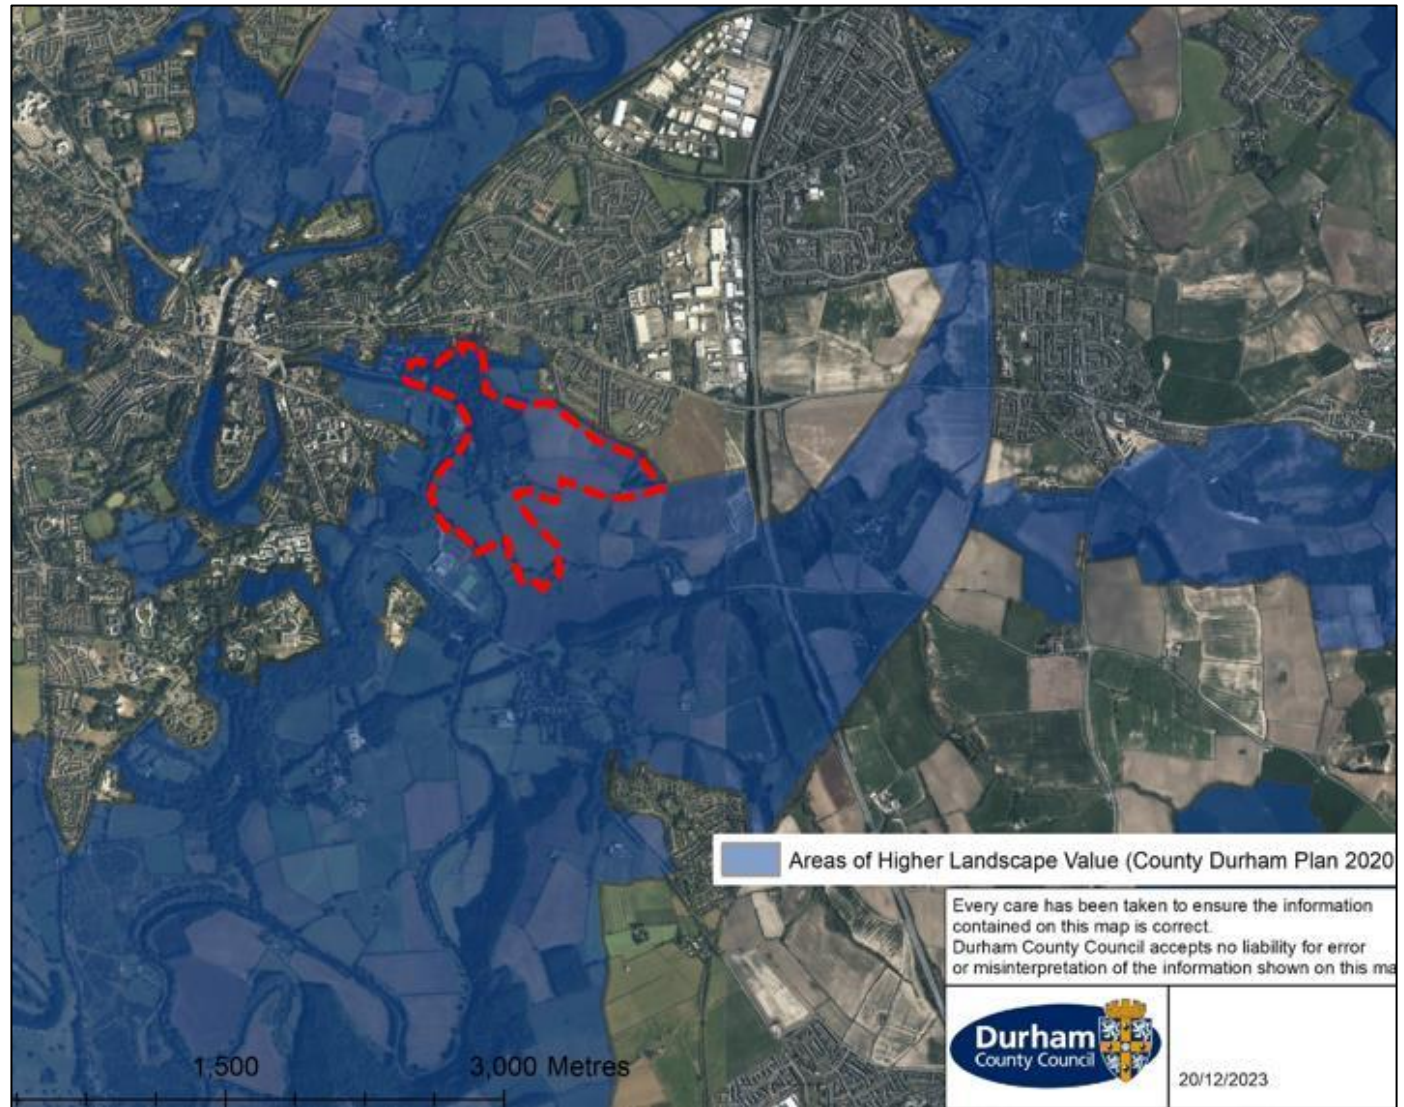 Areas of Higher Landscape Value (County Durham Plan 2020
Every care has been taken to ensure the information
contained on this map is correct.
Durham County Council accepts no liability for error
or misinterpretation of the information shown on this ma
Durham
County Council
20/12/2023
1,500
3,000 Metres